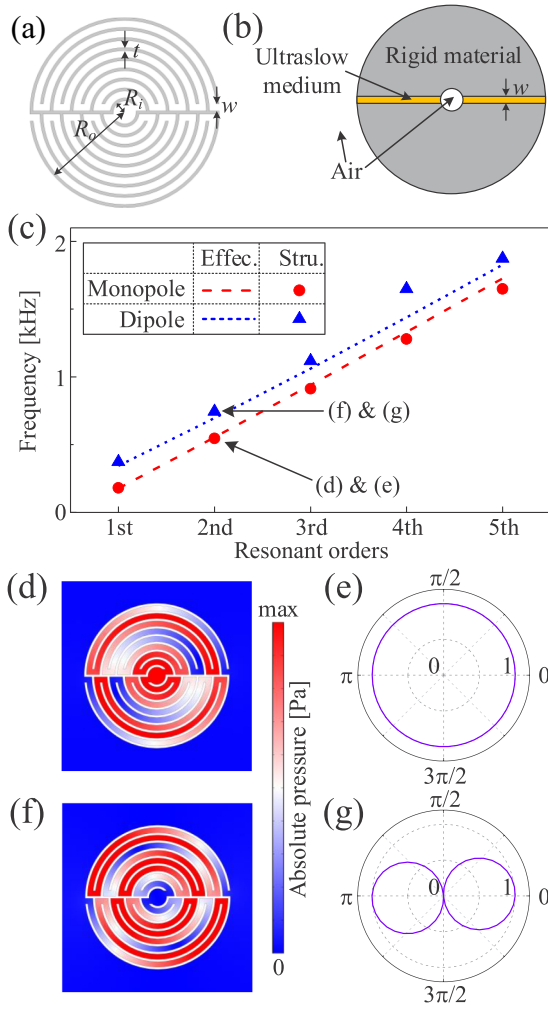 (a)
t
R_i
w
R_o
(b)
Ultraslow
medium
Rigid material
w
Air
(c)
2
1
0
Frequency [kHz]
Effec. Stru.
Monopole
Dipole
(f) & (g)
(d) & (e)
1st 2nd 3rd 4th 5th
Resonant orders
(d)
max
Absolute pressure [Pa]
0
(e)
π/2
π 0 1 0
3π/2
(f)
(g)
π/2
π 0 1 0
3π/2